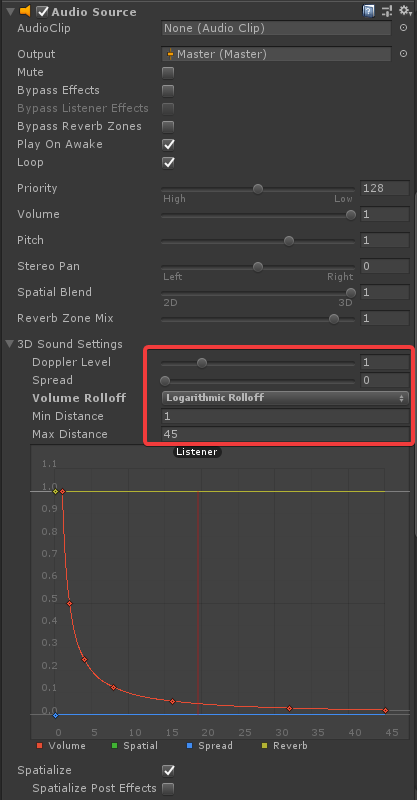 Audio Source
AudioClip None (Audio Clip)
Output Master (Master)
Mute
Bypass Effects
Bypass Listener Effects
Bypass Reverb Zones
Play On Awake
Loop
Priority 128
High Low
Volume 1
Pitch 1
Stereo Pan 0
Left Right
Spatial Blend 1
2D 3D
Reverb Zone Mix 1
3D Sound Settings
Doppler Level 1
Spread 0
Volume Rolloff Logarithmic Rolloff
Min Distance 1
Max Distance 45
Listener
1.1
1.0
0.9
0.8
0.7
0.6
0.5
0.4
0.3
0.2
0.1
0.0
0 5 10 15 20 25 30 35 40 45
Volume Spatial Spread Reverb
Spatialize
Spatialize Post Effects